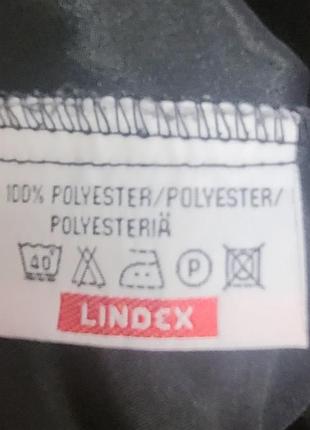 100% POLYESTER/POLYESTER/
POLYESTERIÄ
40° P
LINDEX